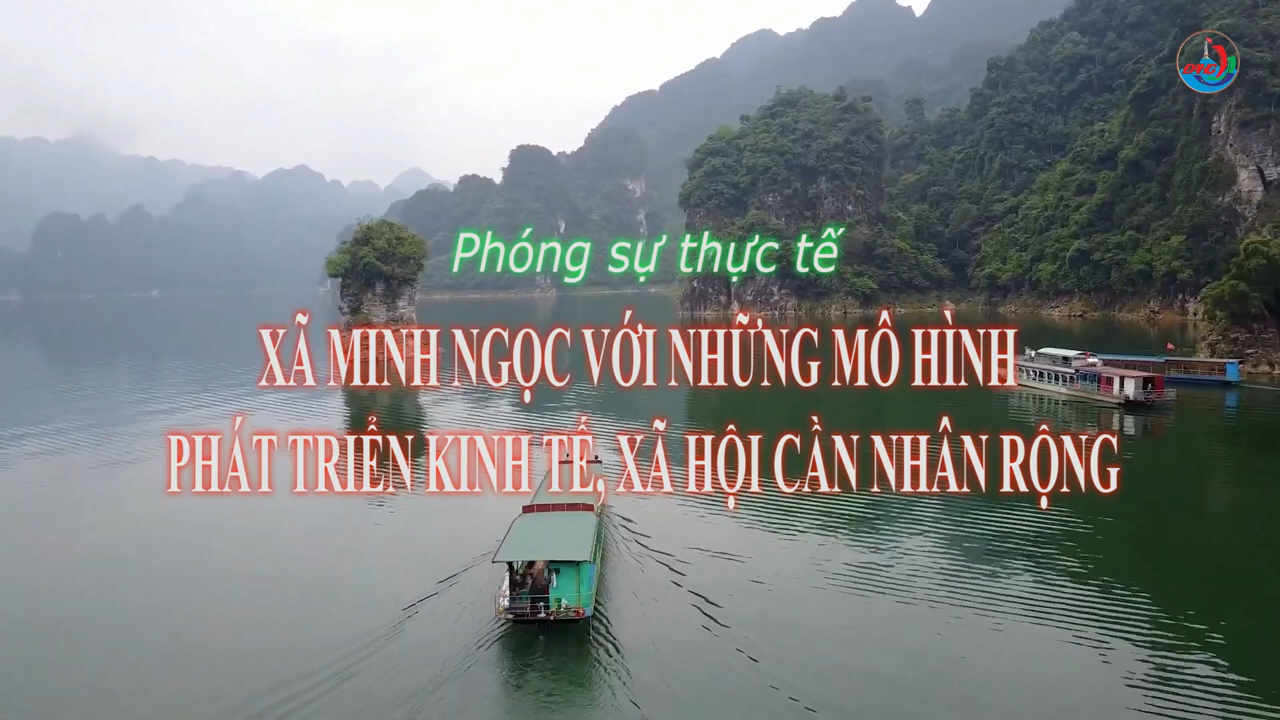 Phóng sự thực tế
XÃ MINH NGỌC VỚI NHỮNG MÔ HÌNH
PHÁT TRIỂN KINH TẾ, XÃ HỘI CẦN NHÂN RỘNG